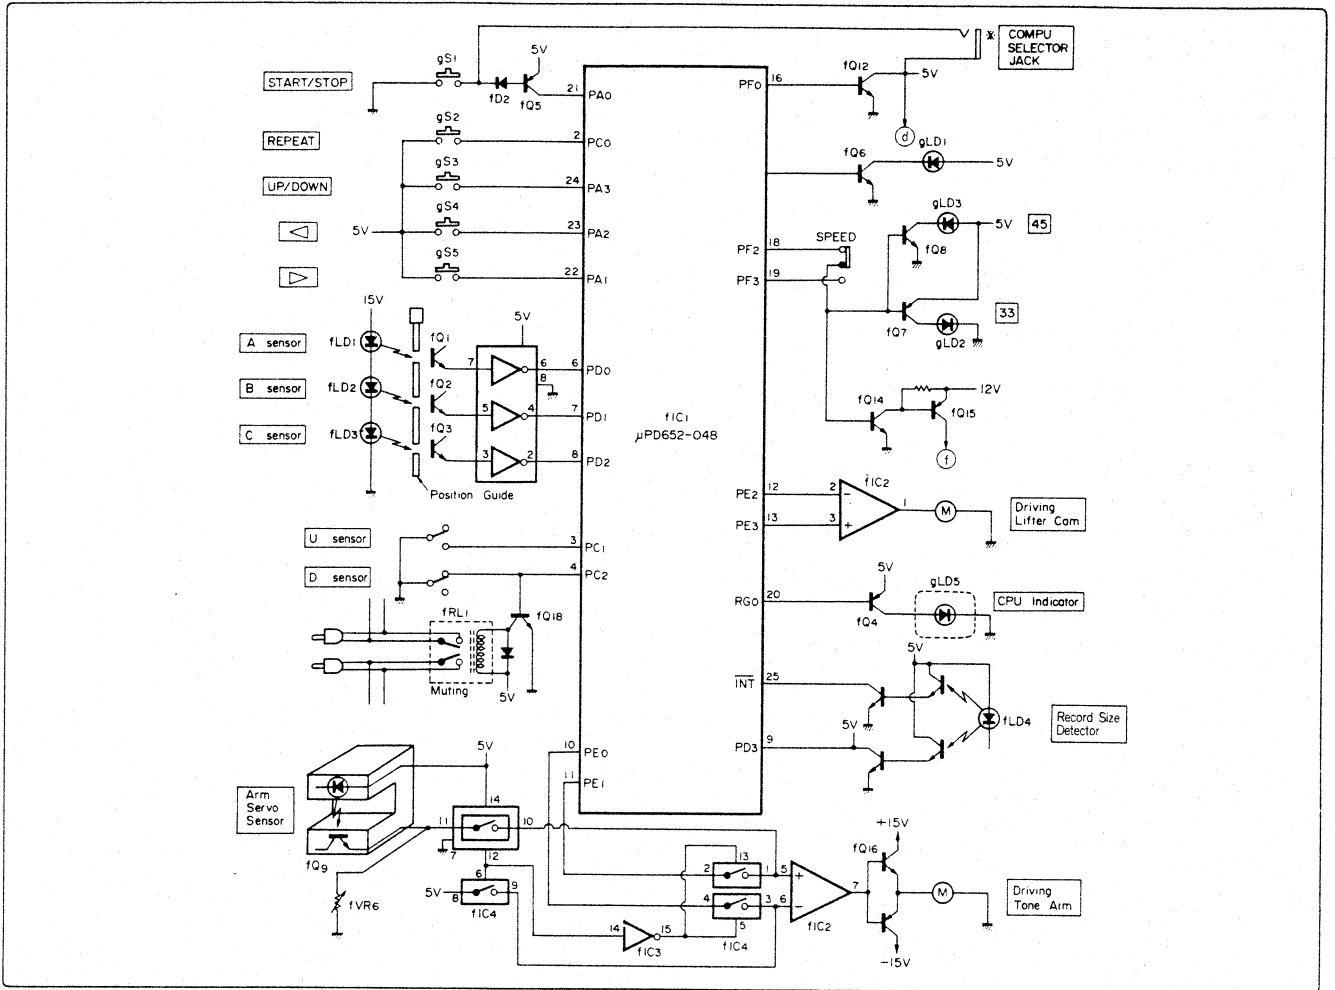 gS1
5V
fQ12
COMPU
SELECTOR
JACK
START/STOP
fD2
fQ5
21
PA0
PF0
16
5V
d
gS2
REPEAT
2
PC0
fQ6
gLD1
5V
gS3
UP/DOWN
24
PA3
gS4
5V
23
PA2
gLD3
5V
45
fQ8
gS5
22
PA1
SPEED
PF2
18
PF3
19
33
fQ7
gLD2
15V
5V
A sensor
fLD1
fQ1
7
6
8
6
PD0
B sensor
fLD2
fQ2
5
4
7
PD1
C sensor
fLD3
fQ3
3
2
8
PD2
Position Guide
fIC1
μPD652-048
fQ14
12V
fQ15
f
PE2
12
2
−
PE3
13
3
+
fIC2
1
M
Driving
Lifter Cam
U sensor
3
PC1
D sensor
4
PC2
fRL1
fQ18
Muting
5V
RG0
20
5V
fQ4
gLD5
CPU Indicator
INT
25
5V
fLD4
Record Size
Detector
PD3
9
5V
10
PE0
11
PE1
Arm
Servo
Sensor
fQ9
fVR6
5V
14
11
10
7
12
6
5V
8
9
fIC4
14
15
fIC3
13
2
1
4
3
5
fIC4
5
+
6
−
7
fIC2
+15V
fQ16
-15V
M
Driving
Tone Arm